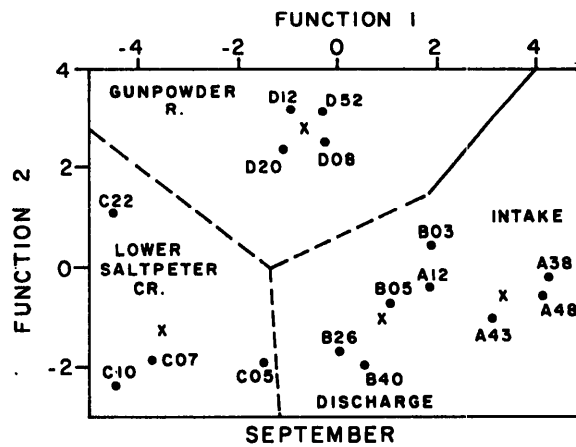 FUNCTION 1
-4 -2 0 2 4
4
GUNPOWDER
R.
D12 D52
D20 D08
2
C22
INTAKE
LOWER
SALTPETER
CR.
B03
0
A12 A38
B05
A48
A43
B26
C07
C10 C05
B40
-2
DISCHARGE
FUNCTION 2
SEPTEMBER
X
X
X
X